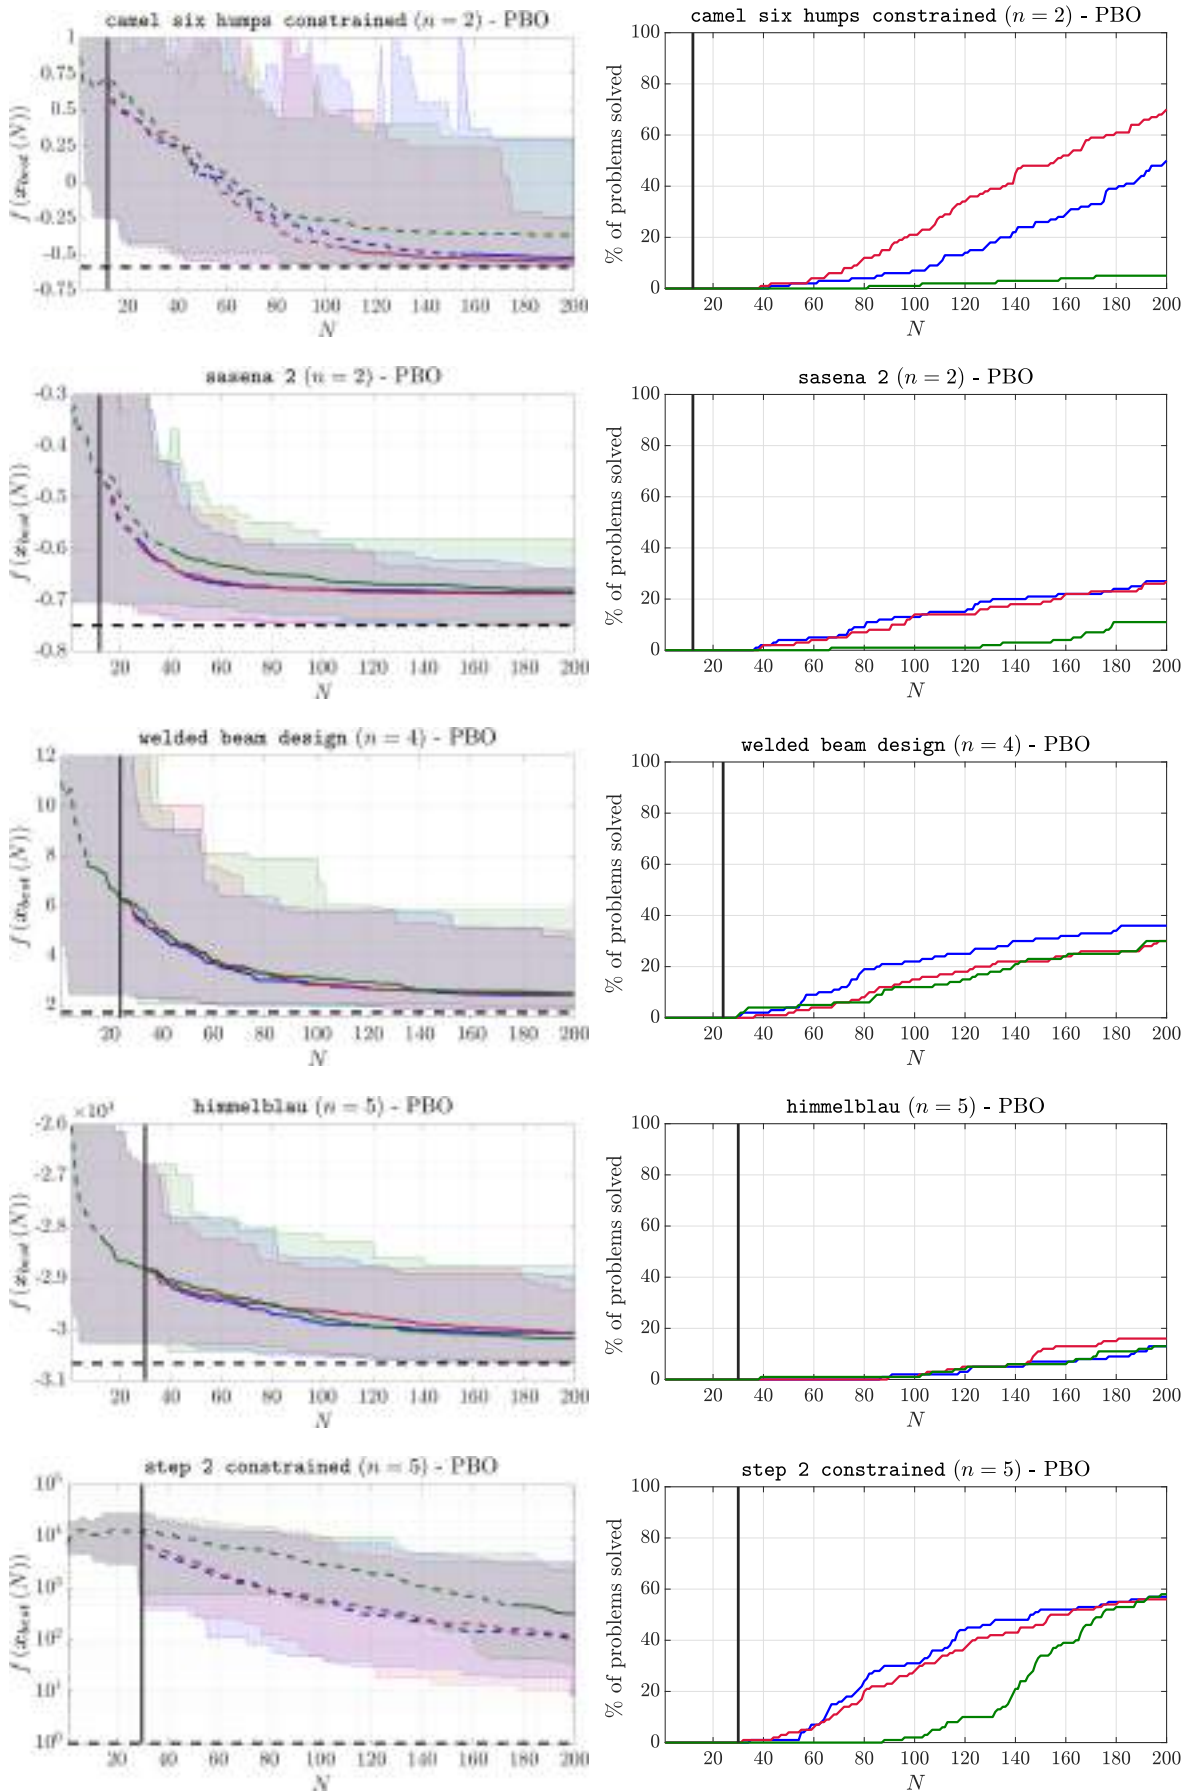 camel six humps constrained (n = 2) - PBO
1
0.75
0.5
0.25
0
-0.25
-0.5
-0.75
f (x_best (N))
20 40 60 80 100 120 140 160 180 200
N
camel six humps constrained (n = 2) - PBO
100
80
60
40
20
0
% of problems solved
20 40 60 80 100 120 140 160 180 200
N
sasena 2 (n = 2) - PBO
-0.3
-0.4
-0.5
-0.6
-0.7
-0.8
f (x_best (N))
20 40 60 80 100 120 140 160 180 200
N
sasena 2 (n = 2) - PBO
100
80
60
40
20
0
% of problems solved
20 40 60 80 100 120 140 160 180 200
N
welded beam design (n = 4) - PBO
12
10
8
6
4
2
f (x_best (N))
20 40 60 80 100 120 140 160 180 200
N
welded beam design (n = 4) - PBO
100
80
60
40
20
0
% of problems solved
20 40 60 80 100 120 140 160 180 200
N
×10⁴
himmelblau (n = 5) - PBO
-2.6
-2.7
-2.8
-2.9
-3
-3.1
f (x_best (N))
20 40 60 80 100 120 140 160 180 200
N
himmelblau (n = 5) - PBO
100
80
60
40
20
0
% of problems solved
20 40 60 80 100 120 140 160 180 200
N
step 2 constrained (n = 5) - PBO
10⁵
10⁴
10³
10²
10¹
10⁰
f (x_best (N))
20 40 60 80 100 120 140 160 180 200
N
step 2 constrained (n = 5) - PBO
100
80
60
40
20
0
% of problems solved
20 40 60 80 100 120 140 160 180 200
N